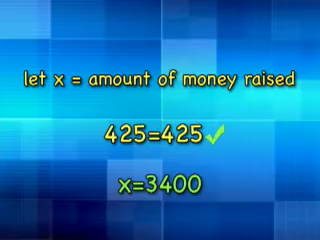 let x = amount of money raised
425=425✓
x=3400